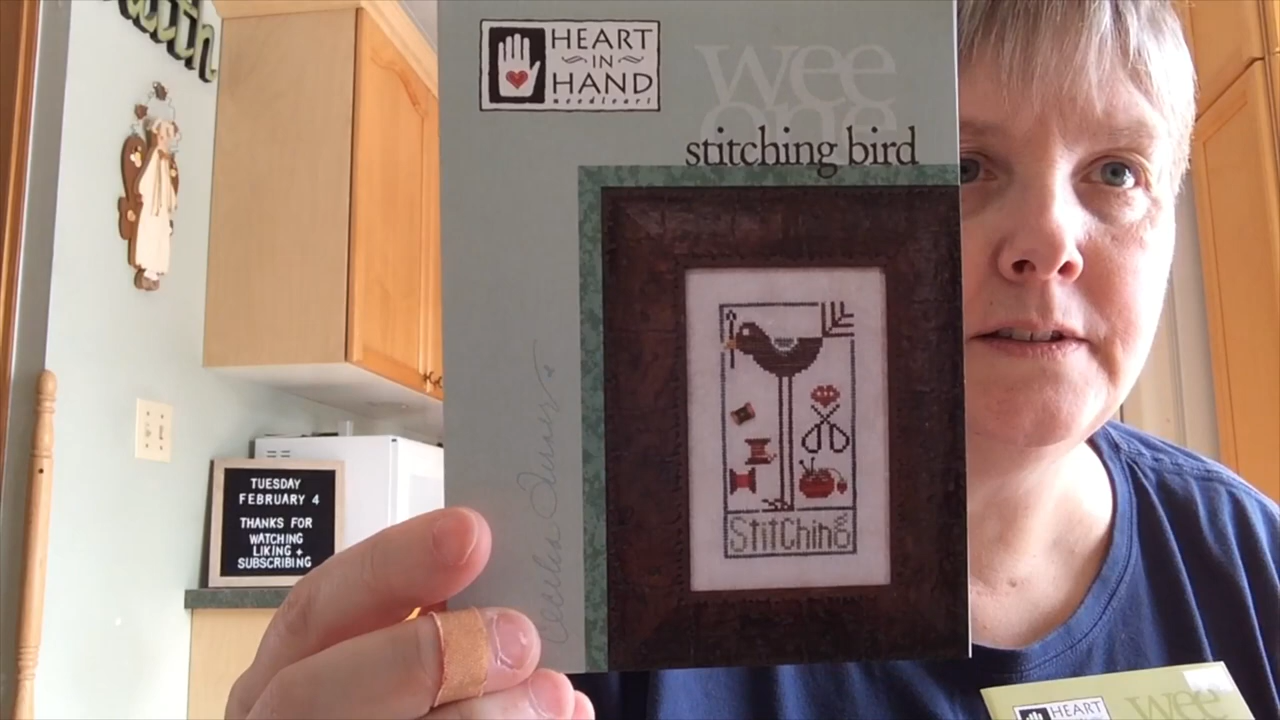 HEART
IN
HAND
needleart
wee
one
stitching bird
Stitching
TUESDAY
FEBRUARY 4
THANKS FOR
WATCHING
LIKING +
SUBSCRIBING
HEART
wee